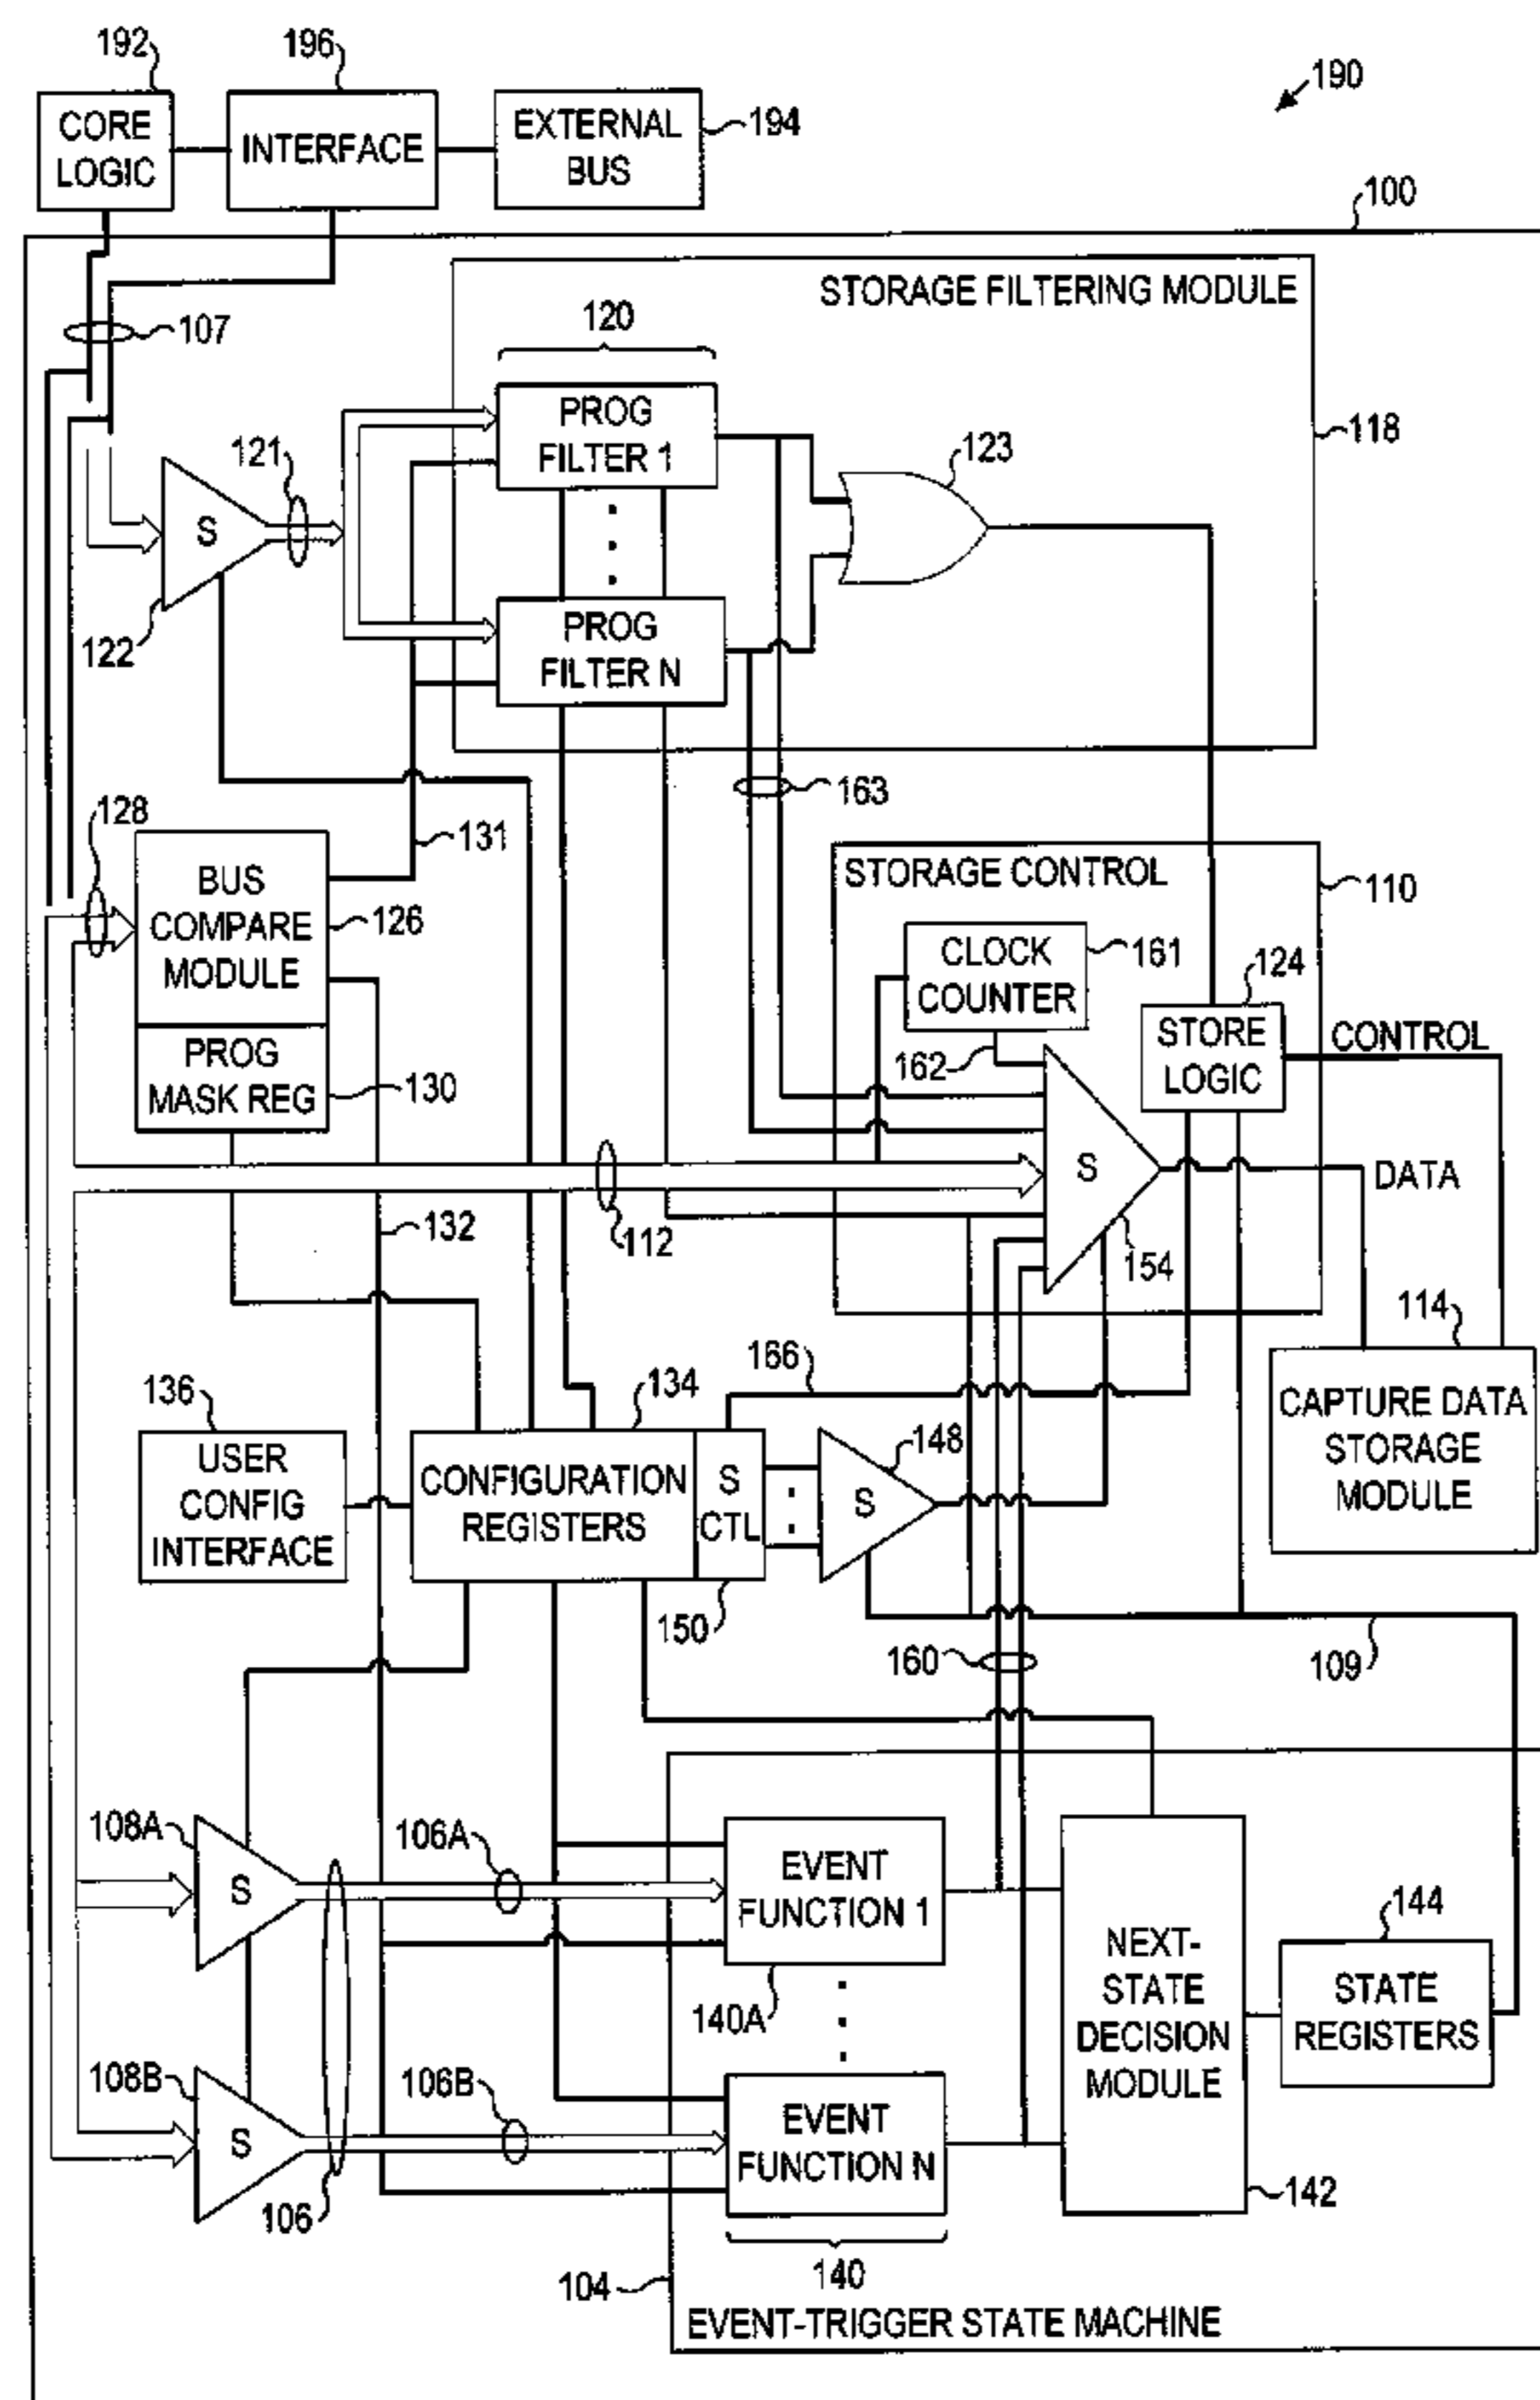 192
196
190
CORE
LOGIC
INTERFACE
EXTERNAL
BUS
194
100
STORAGE FILTERING MODULE
107
120
PROG
FILTER 1
118
121
123
S
122
PROG
FILTER N
163
128
131
BUS
COMPARE
MODULE
126
STORAGE CONTROL
110
CLOCK
COUNTER
161
124
PROG
MASK REG
130
162
STORE
LOGIC
CONTROL
S
DATA
132
112
154
114
166
136
134
USER
CONFIG
INTERFACE
CONFIGURATION
REGISTERS
S
CTL
148
S
CAPTURE DATA
STORAGE
MODULE
150
160
109
108A
106A
S
EVENT
FUNCTION 1
144
NEXT-
STATE
DECISION
MODULE
STATE
REGISTERS
140A
108B
106B
S
EVENT
FUNCTION N
106
142
140
104
EVENT-TRIGGER STATE MACHINE